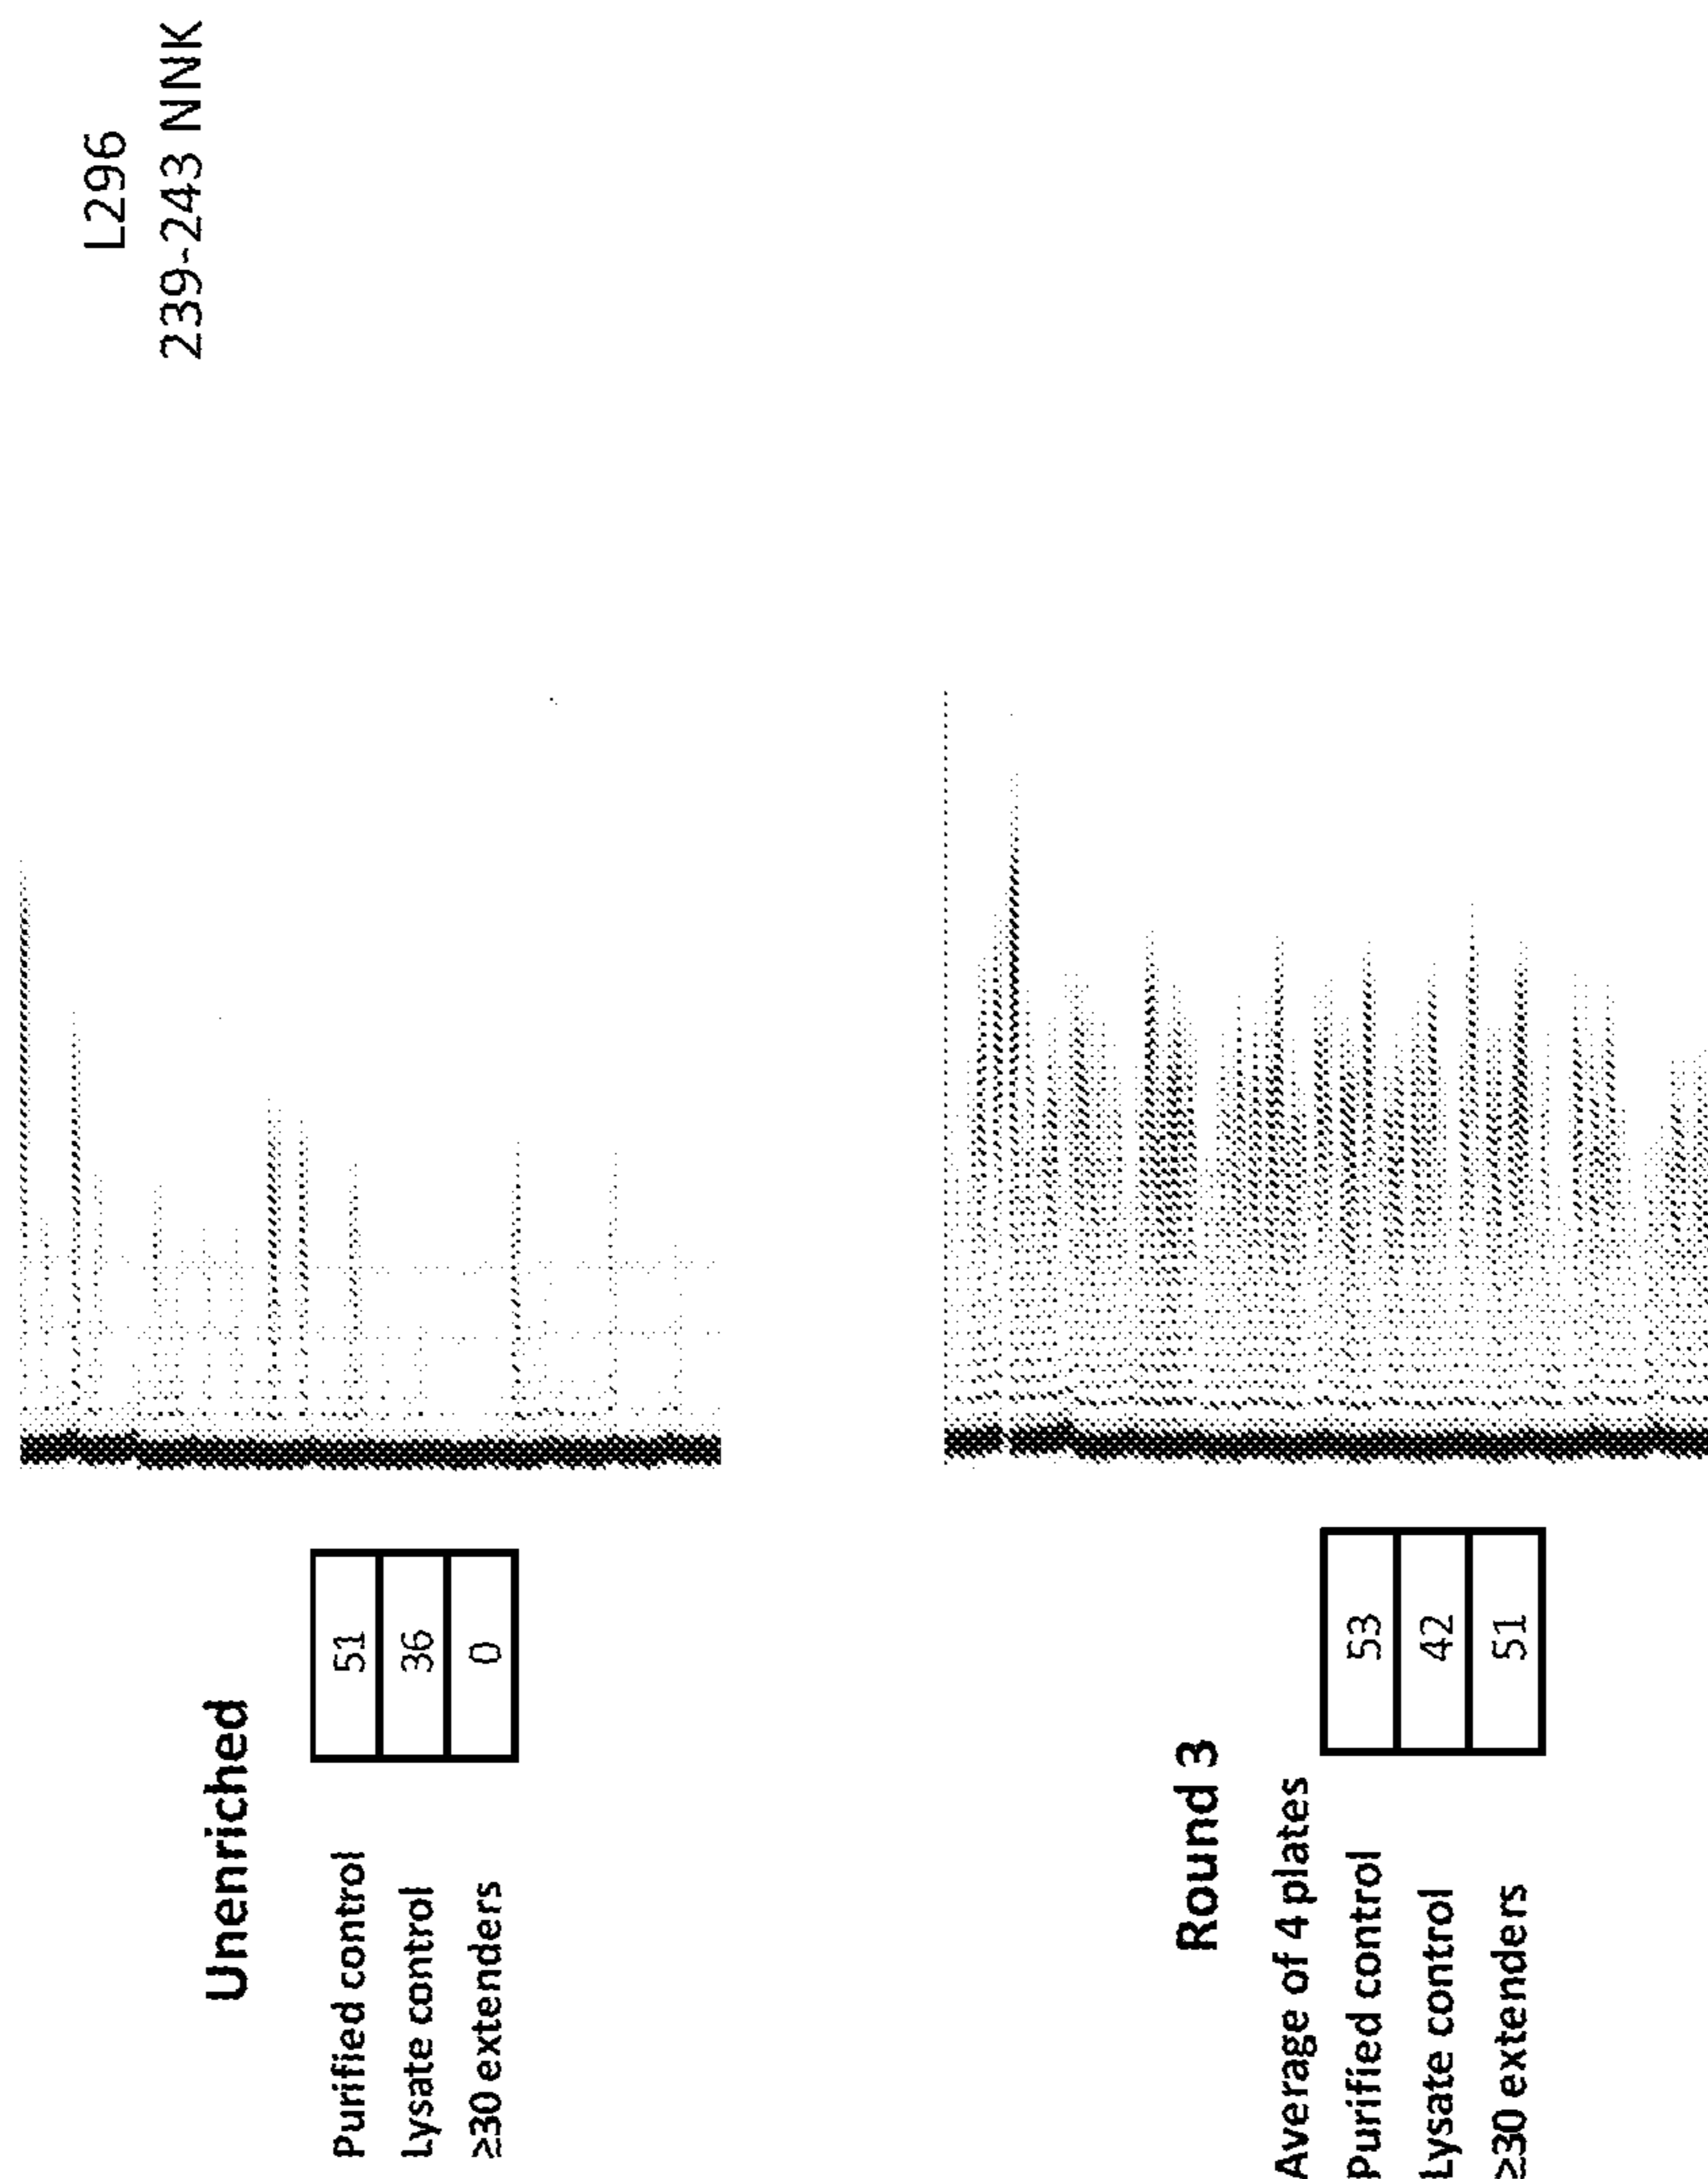 L296
239-243 NNK
Unenriched
Purified control 51
Lysate control 36
≥30 extenders 0
Round 3
Average of 4 plates
Purified control 53
Lysate control 42
≥30 extenders 51